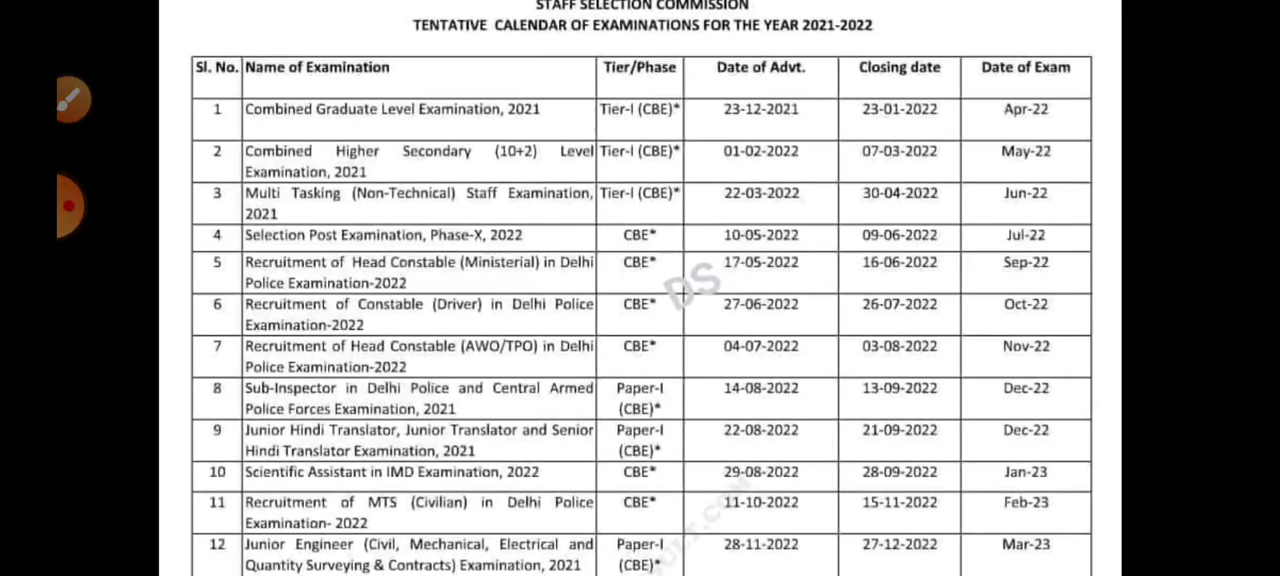 STAFF SELECTION COMMISSION
TENTATIVE CALENDAR OF EXAMINATIONS FOR THE YEAR 2021-2022
Sl. No. Name of Examination Tier/Phase Date of Advt. Closing date Date of Exam
1 Combined Graduate Level Examination, 2021 Tier-I (CBE)* 23-12-2021 23-01-2022 Apr-22
2 Combined Higher Secondary (10+2) Level Tier-I (CBE)* 01-02-2022 07-03-2022 May-22
Examination, 2021
3 Multi Tasking (Non-Technical) Staff Examination, Tier-I (CBE)* 22-03-2022 30-04-2022 Jun-22
2021
4 Selection Post Examination, Phase-X, 2022 CBE* 10-05-2022 09-06-2022 Jul-22
5 Recruitment of Head Constable (Ministerial) in Delhi CBE* 17-05-2022 16-06-2022 Sep-22
Police Examination-2022
DS
6 Recruitment of Constable (Driver) in Delhi Police CBE* 27-06-2022 26-07-2022 Oct-22
Examination-2022
7 Recruitment of Head Constable (AWO/TPO) in Delhi CBE* 04-07-2022 03-08-2022 Nov-22
Police Examination-2022
8 Sub-Inspector in Delhi Police and Central Armed Paper-I 14-08-2022 13-09-2022 Dec-22
Police Forces Examination, 2021 (CBE)*
9 Junior Hindi Translator, Junior Translator and Senior Paper-I 22-08-2022 21-09-2022 Dec-22
Hindi Translator Examination, 2021 (CBE)*
10 Scientific Assistant in IMD Examination, 2022 CBE* 29-08-2022 28-09-2022 Jan-23
11 Recruitment of MTS (Civilian) in Delhi Police CBE* 11-10-2022 15-11-2022 Feb-23
Examination- 2022
12 Junior Engineer (Civil, Mechanical, Electrical and Paper-I 28-11-2022 27-12-2022 Mar-23
Quantity Surveying & Contracts) Examination, 2021 (CBE)*